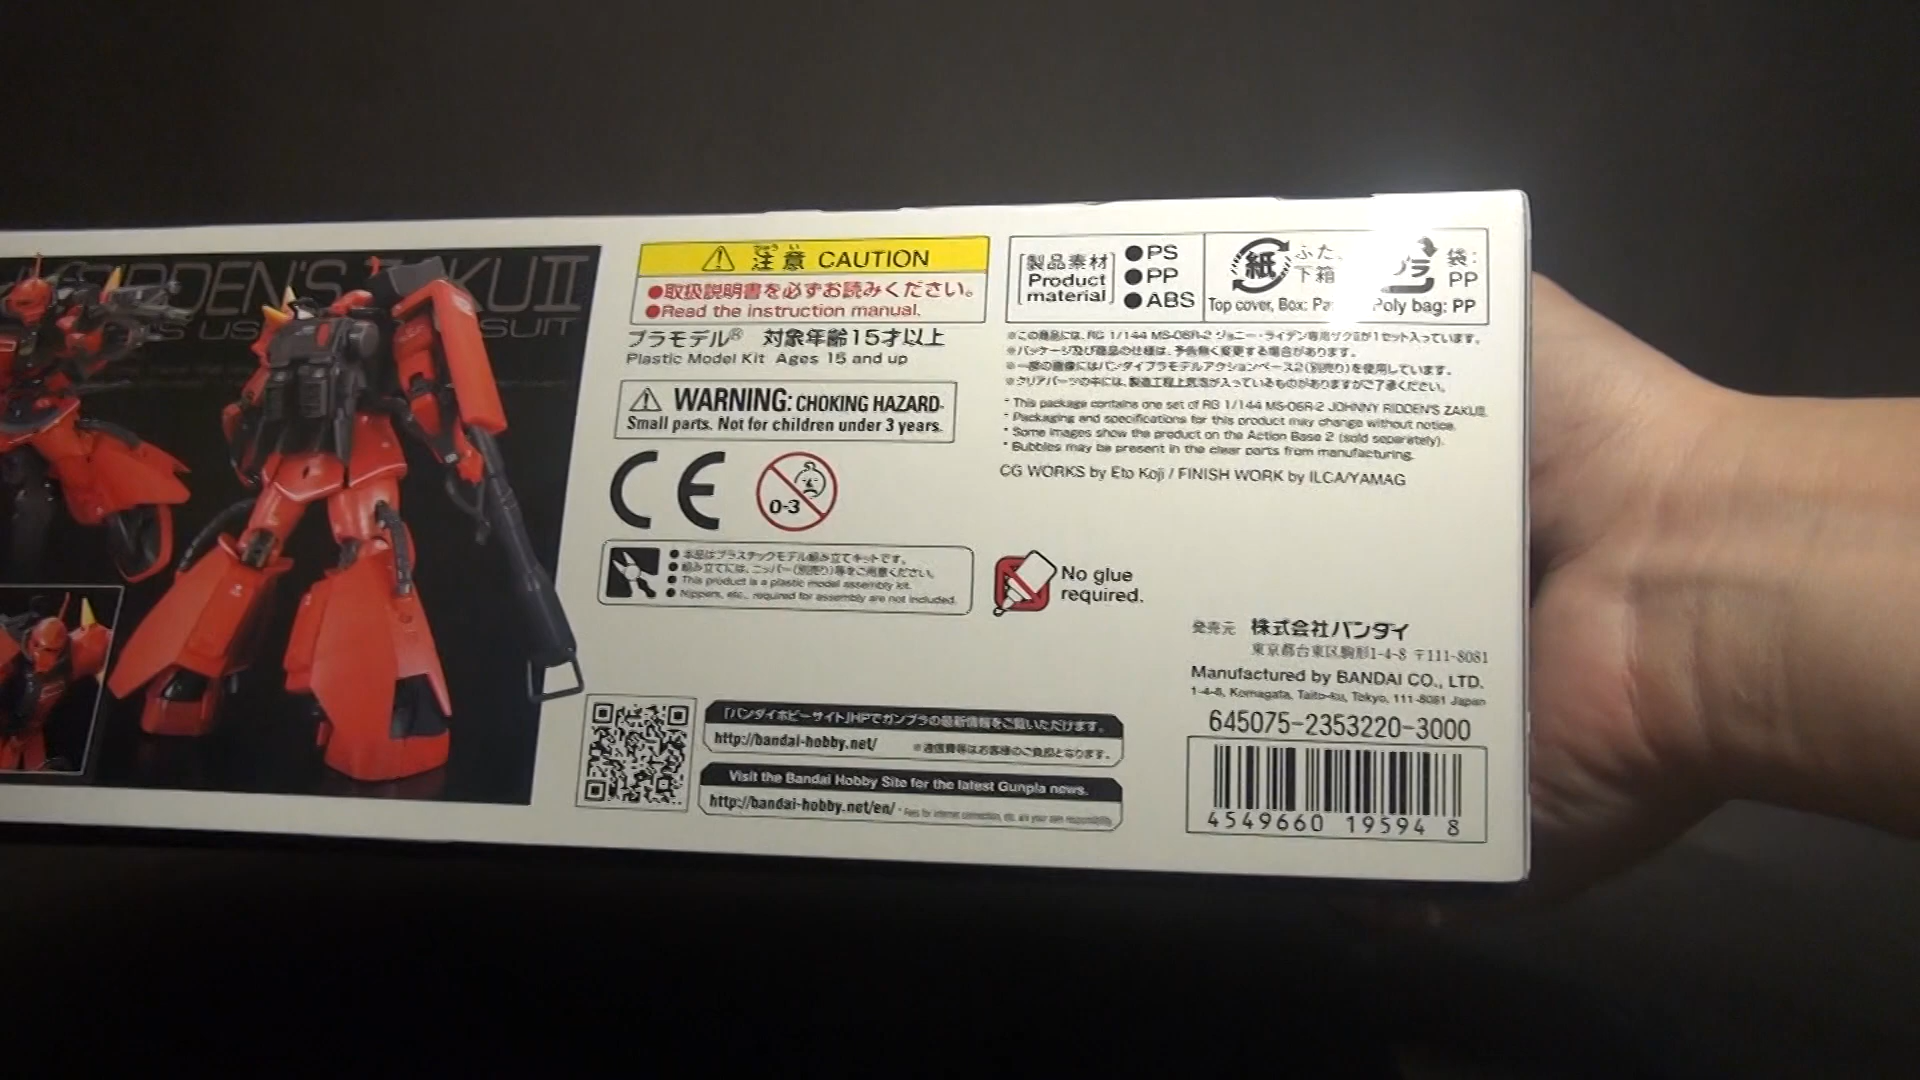 RIDDEN'S ZAKUII
SUIT
注意 CAUTION
●取扱説明書を必ずお読みください。
●Read the instruction manual.
プラモデル® 対象年齢15才以上
Plastic Model Kit Ages 15 and up
WARNING: CHOKING HAZARD-
Small parts. Not for children under 3 years.
CE
0-3
●本品はプラスチックモデル組み立てキットです。
●組み立てには、ニッパー(別売り)等をご用意ください。
●This product is a plastic model assembly kit.
●Nippers, etc., required for assembly are not included.
「バンダイホビーサイト」HPでガンプラの最新情報をご覧いただけます。
http://bandai-hobby.net/ ※通信費等はお客様のご負担となります。
Visit the Bandai Hobby Site for the latest Gunpla news.
http://bandai-hobby.net/en/ * Fees for internet connection, etc. are your own responsibility.
製品素材
Product
material
●PS
●PP
●ABS
紙
ふた、
下箱
Top cover, Box:
プラ
袋:
PP
Poly bag: PP
※この商品には、RG 1/144 MS-06R-2 ジョニー・ライデン専用ザクⅡが1セット入っています。
※パッケージ及び商品の仕様は、予告無く変更する場合があります。
※一部の画像にはバンダイプラモデルアクションベース2(別売り)を使用しています。
※クリアパーツの中には、製造工程上気泡が入っているものがありますがご了承ください。
* This package contains one set of RG 1/144 MS-06R-2 JOHNNY RIDDEN'S ZAKUⅡ.
* Packaging and specifications for this product may change without notice.
* Some images show the product on the Action Base 2 (sold separately).
* Bubbles may be present in the clear parts from manufacturing.
CG WORKS by Eto Koji / FINISH WORK by ILCA/YAMAG
No glue
required.
発売元 株式会社バンダイ
東京都台東区駒形1-4-8 〒111-8081
Manufactured by BANDAI CO., LTD.
1-4-8, Komagata, Taito-ku, Tokyo, 111-8081 Japan
645075-2353220-3000
4549660 19594 8